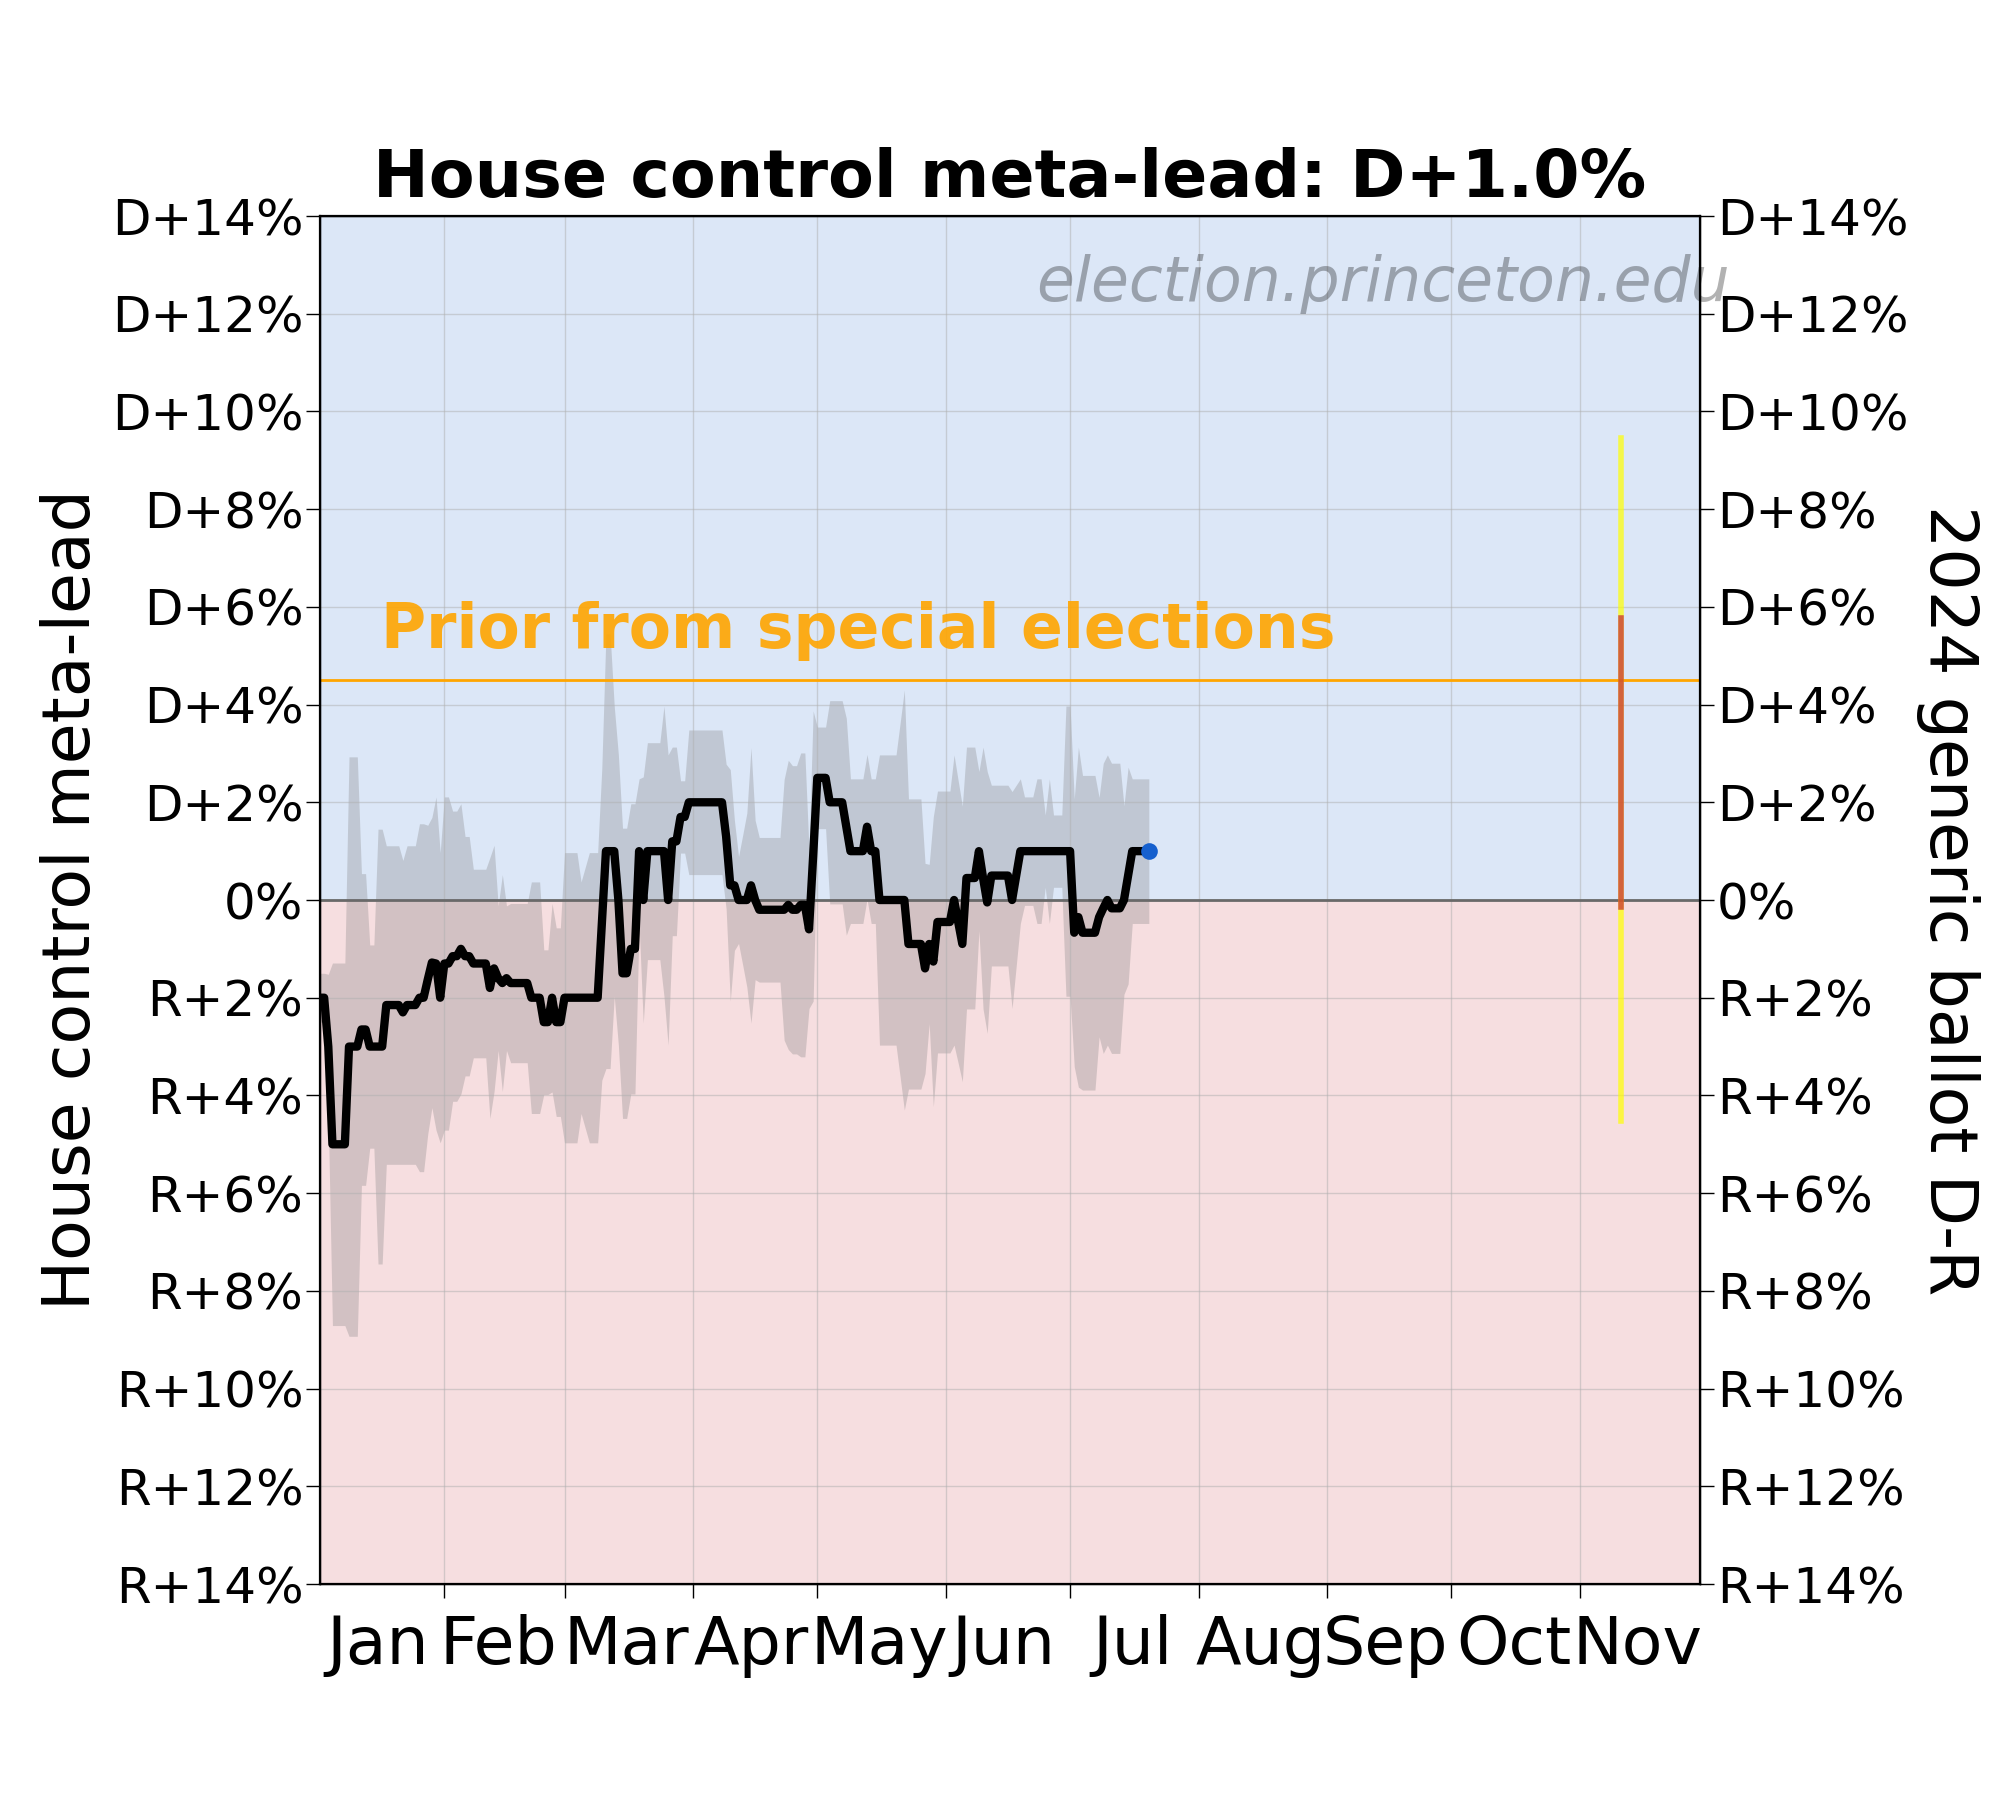 House control meta-lead: D+1.0%
election.princeton.edu
Prior from special elections
House control meta-lead
D+14%
D+12%
D+10%
D+8%
D+6%
D+4%
D+2%
0%
R+2%
R+4%
R+6%
R+8%
R+10%
R+12%
R+14%
D+14%
D+12%
D+10%
D+8%
D+6%
D+4%
D+2%
0%
R+2%
R+4%
R+6%
R+8%
R+10%
R+12%
R+14%
2024 generic ballot D-R
Jan Feb Mar Apr May Jun Jul Aug Sep Oct Nov